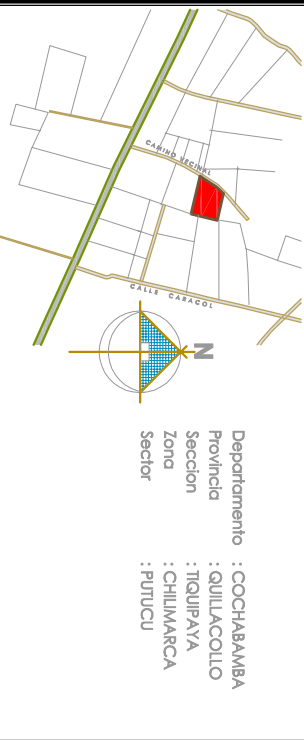 CAMINO VECINAL
CALLE CARACOL
N
Departamento : COCHABAMBA
Provincia : QUILLACOLLO
Seccion : TIQUIPAYA
Zona : CHILIMARCA
Sector : PUTUCU